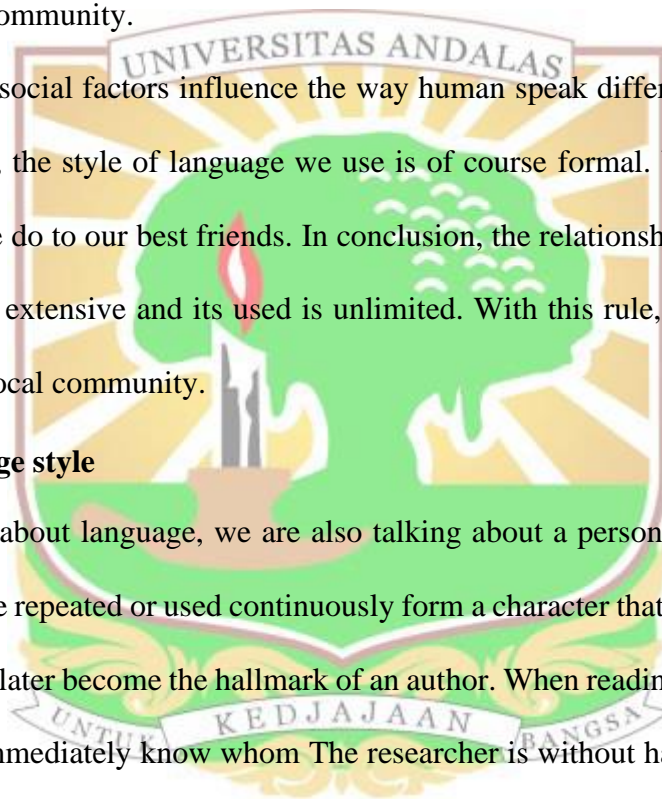 ommunity.
UNIVERSITAS ANDALAS
social factors influence the way human speak differ
, the style of language we use is of course formal.
e do to our best friends. In conclusion, the relationsh
extensive and its used is unlimited. With this rule,
ocal community.
ge style
about language, we are also talking about a person
e repeated or used continuously form a character that
later become the hallmark of an author. When readin
UNTUK KEDJAJAAN BANGSA
mmediately know whom The researcher is without ha